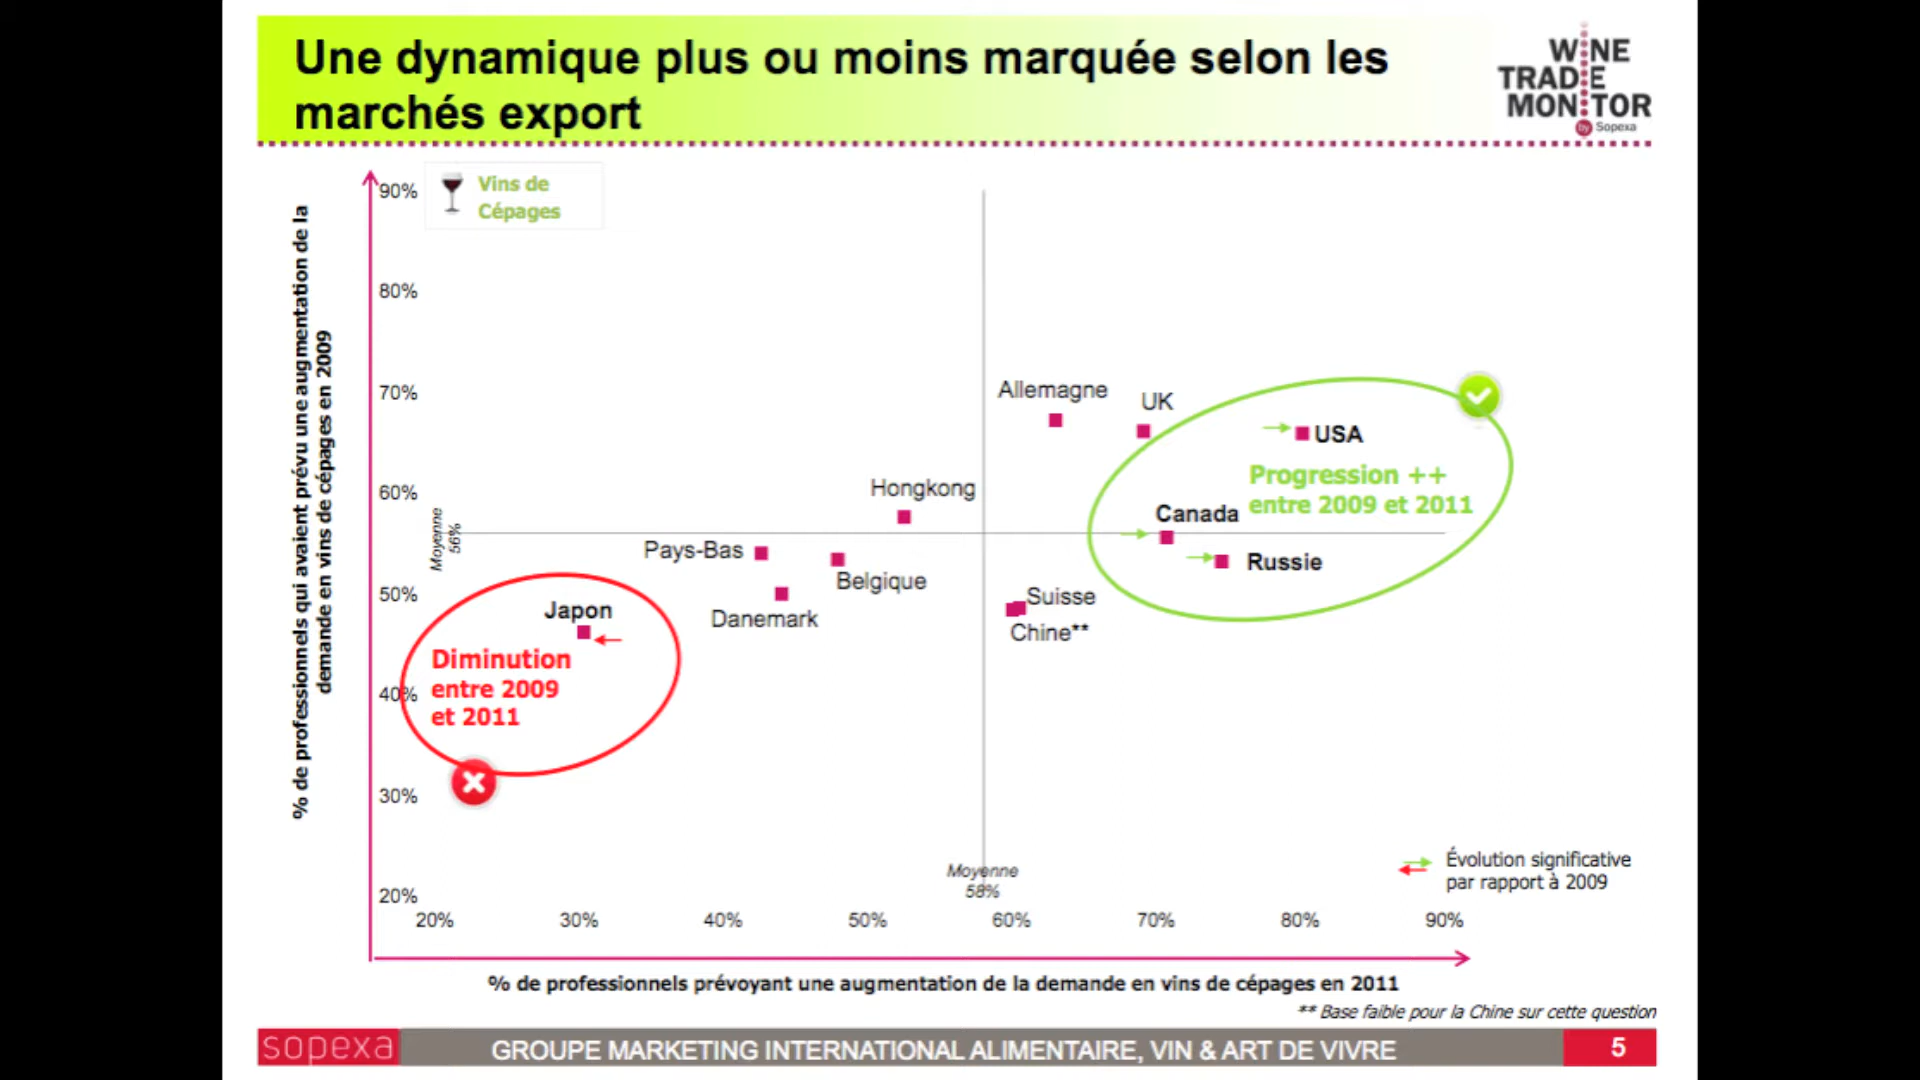 Une dynamique plus ou moins marquée selon les
marchés export
WINE
TRADE
MONITOR
by Sopexa
Vins de
Cépages
% de professionnels qui avaient prévu une augmentation de la
demande en vins de cépages en 2009
90%
80%
70%
60%
50%
40%
30%
20%
Moyenne
56%
Allemagne
UK
USA
Progression ++
entre 2009 et 2011
Hongkong
Canada
Russie
Pays-Bas
Belgique
Danemark
Suisse
Chine**
Japon
Diminution
entre 2009
et 2011
Moyenne
58%
Évolution significative
par rapport à 2009
20% 30% 40% 50% 60% 70% 80% 90%
% de professionnels prévoyant une augmentation de la demande en vins de cépages en 2011
** Base faible pour la Chine sur cette question
sopexa
GROUPE MARKETING INTERNATIONAL ALIMENTAIRE, VIN & ART DE VIVRE
5